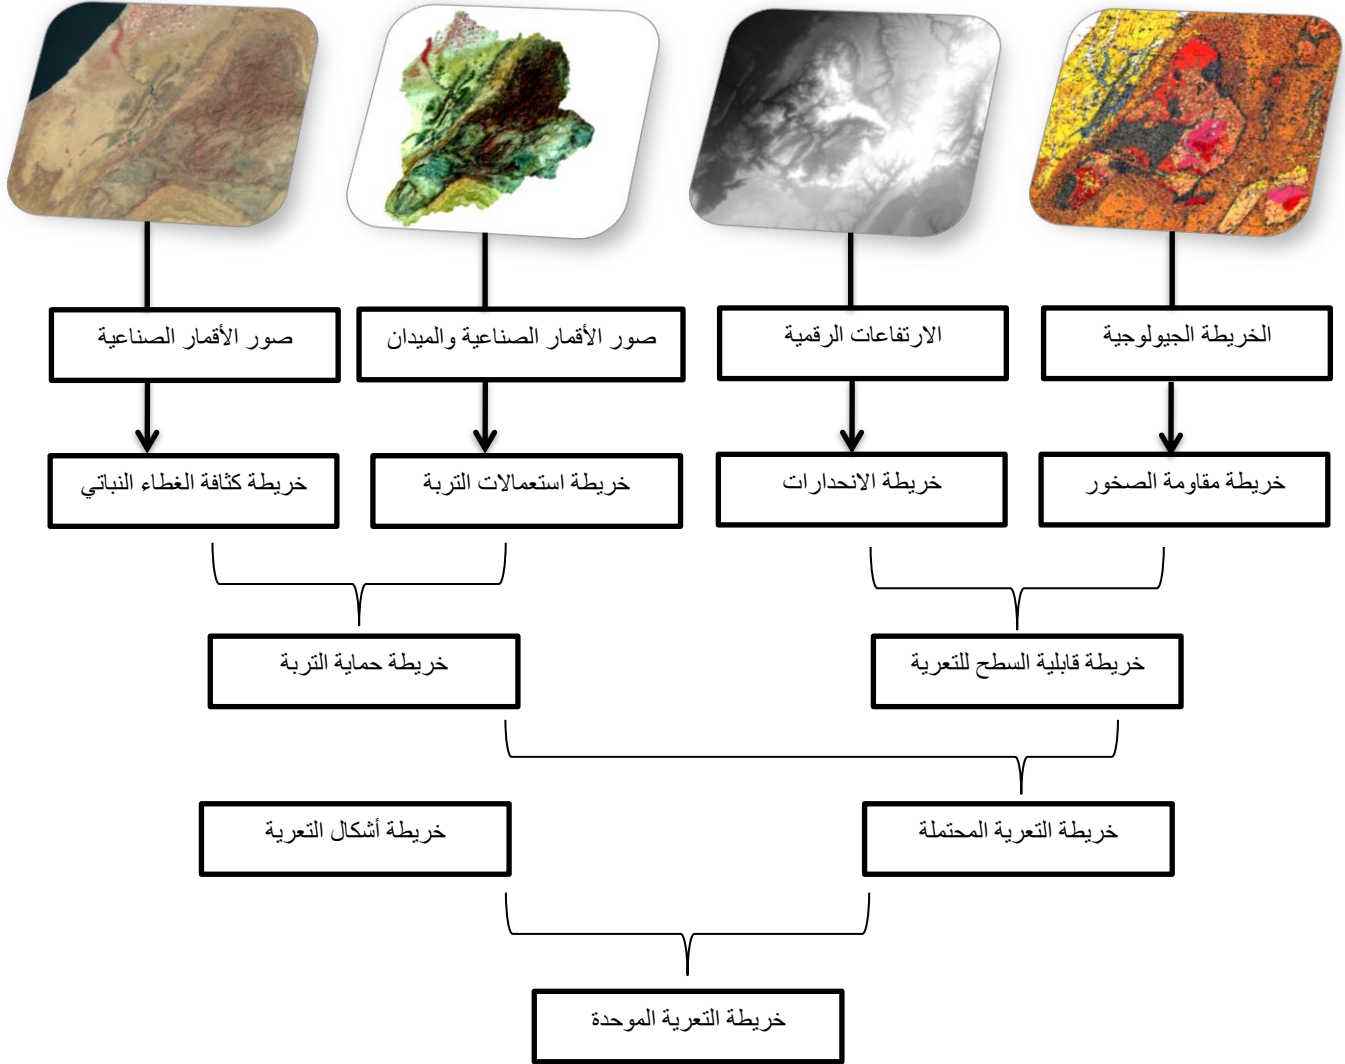 الخريطة الجيولوجية
الارتفاعات الرقمية
صور الأقمار الصناعية والميدان
صور الأقمار الصناعية
خريطة مقاومة الصخور
خريطة الانحدارات
خريطة استعمالات التربة
خريطة كثافة الغطاء النباتي
خريطة قابلية السطح للتعرية
خريطة حماية التربة
خريطة التعرية المحتملة
خريطة أشكال التعرية
خريطة التعرية الموحدة